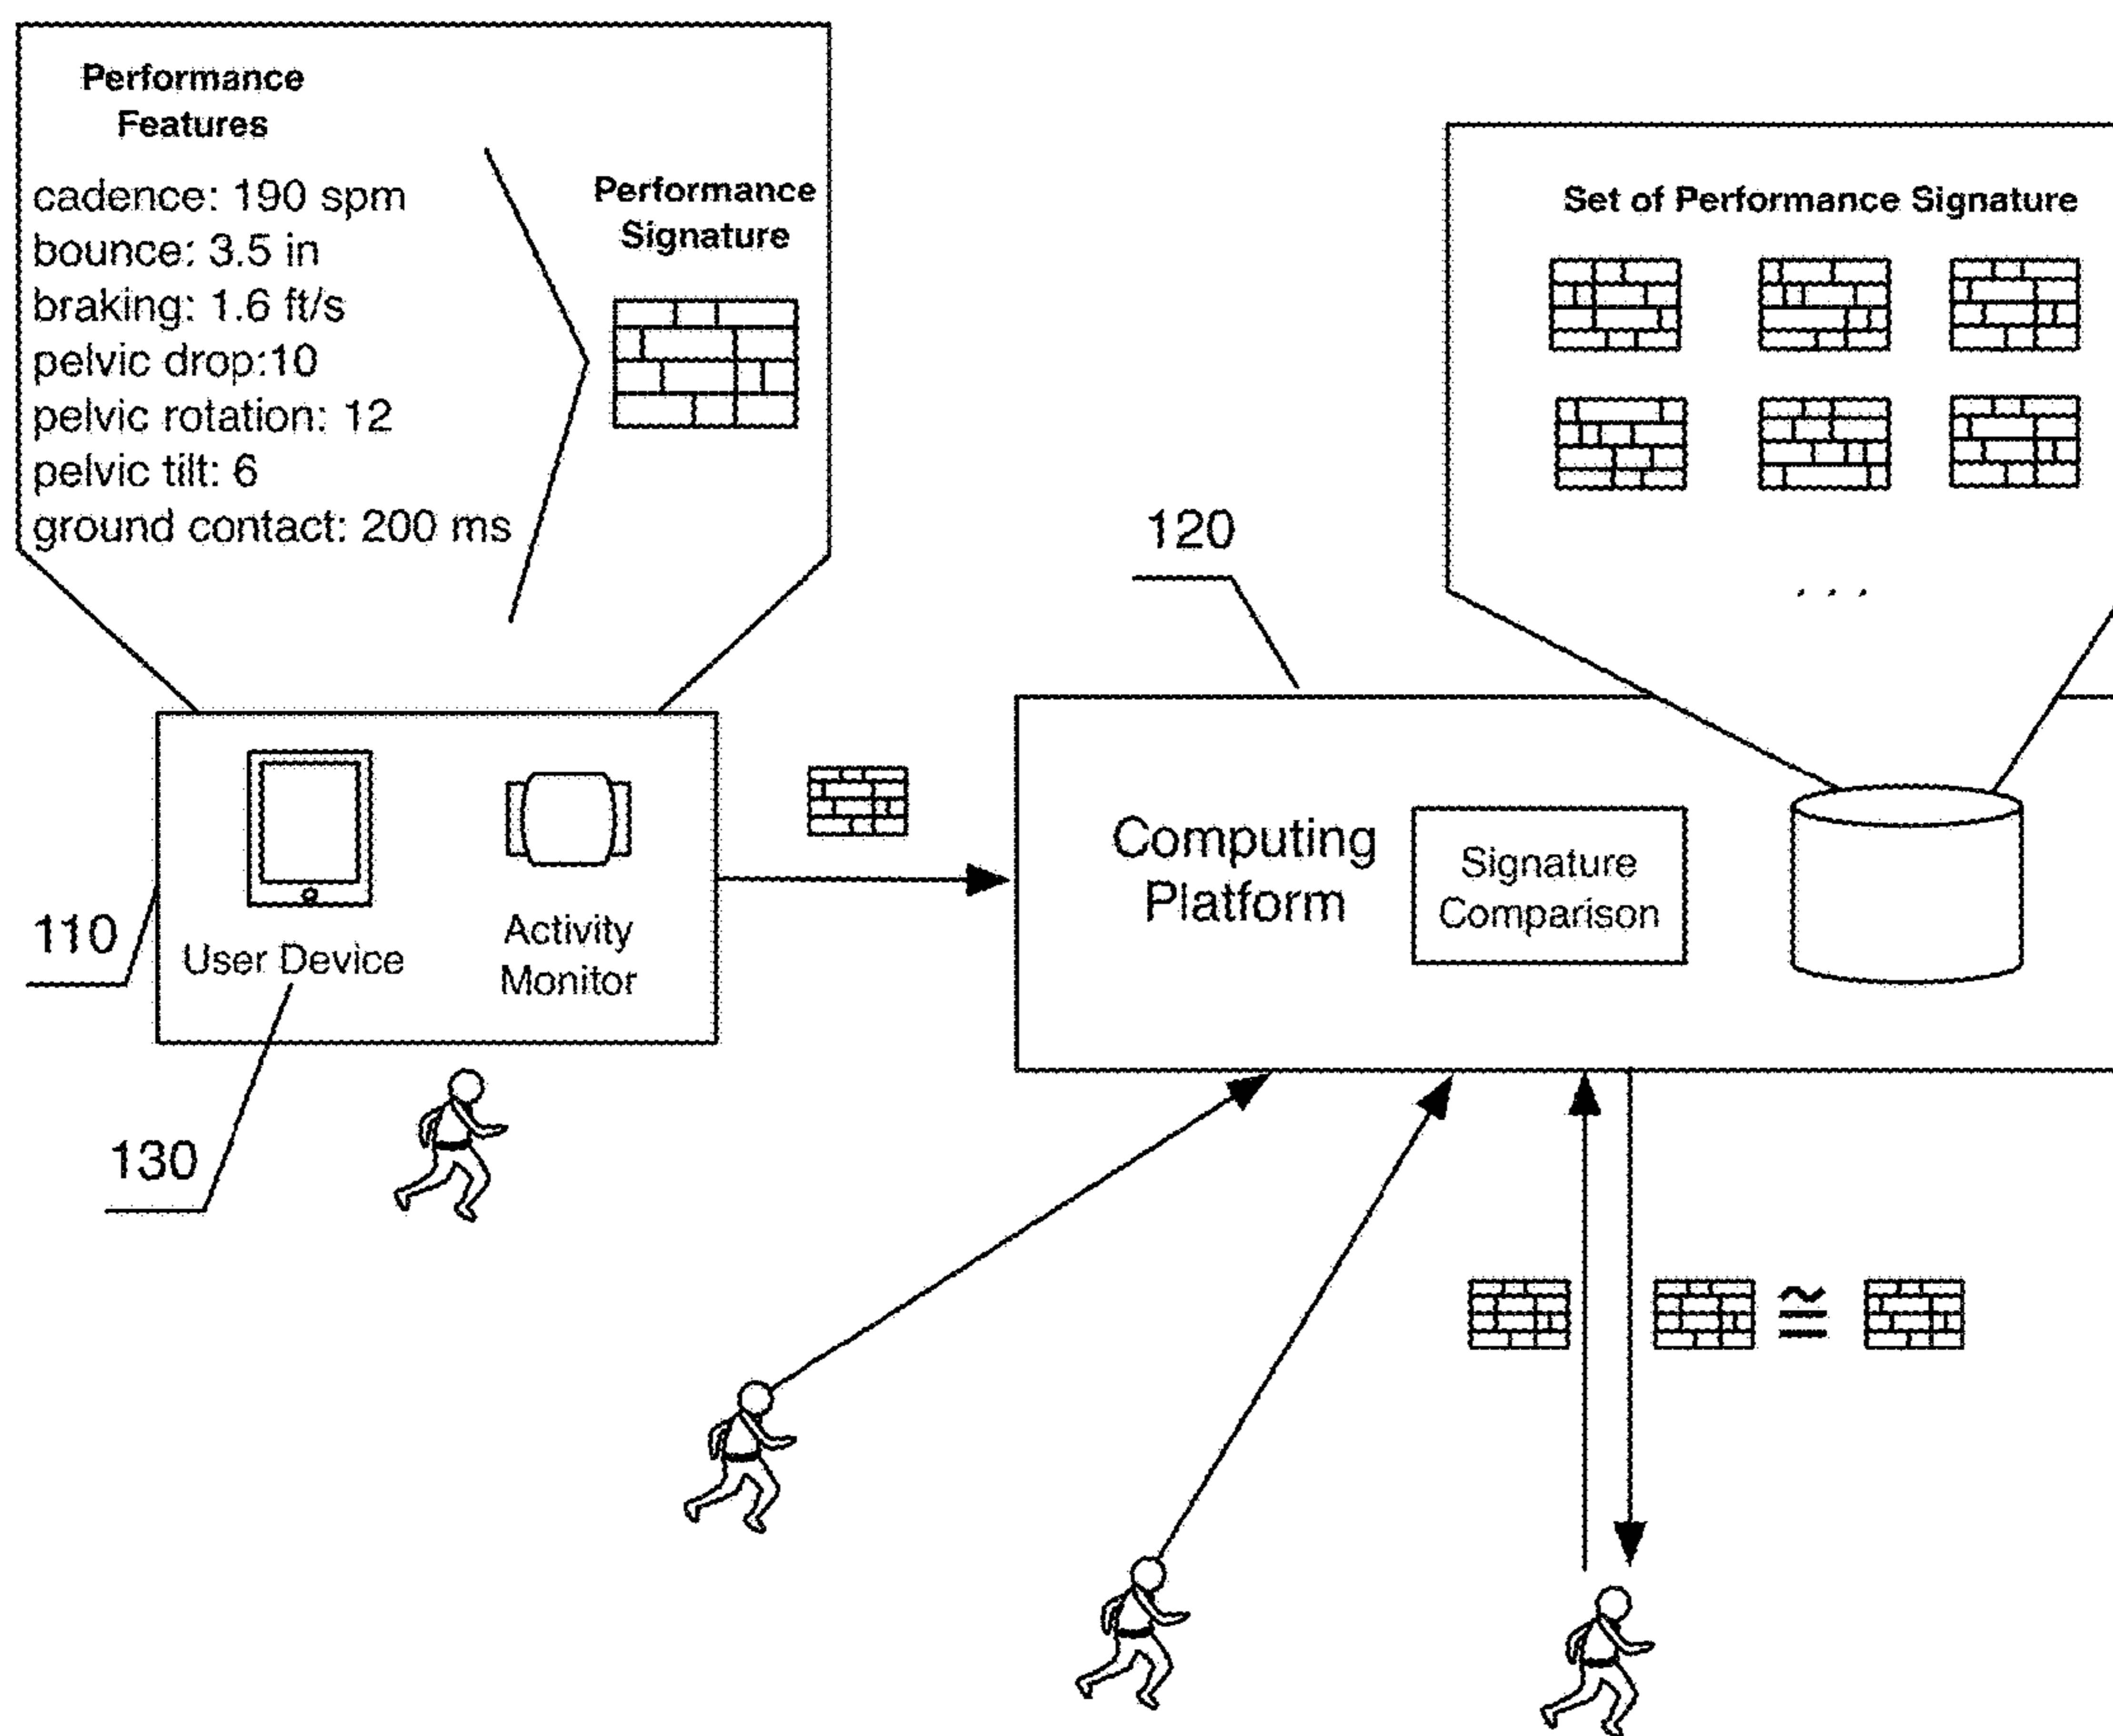 Performance
Features
cadence: 190 spm
bounce: 3.5 in
braking: 1.6 ft/s
pelvic drop:10
pelvic rotation: 12
pelvic tilt: 6
ground contact: 200 ms
Performance
Signature
Set of Performance Signature
. . .
120
User Device
Activity
Monitor
110
130
Computing
Platform
Signature
Comparison
≅